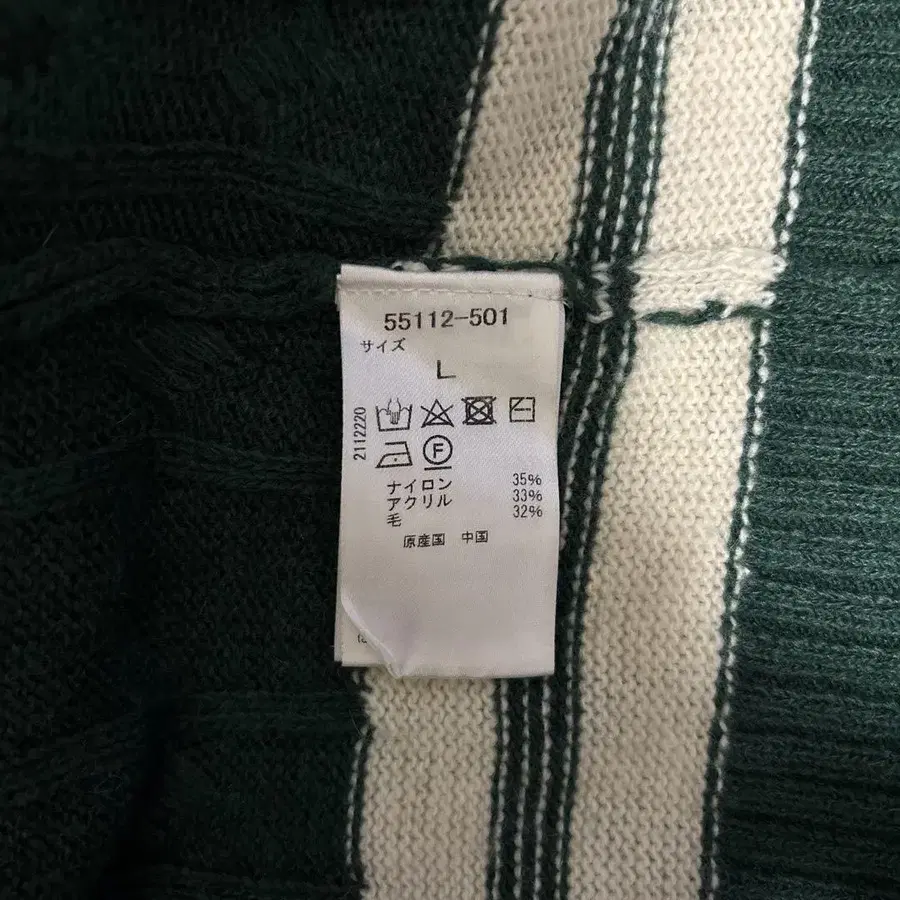 55112-501
サイズ
L
2112220
F
ナイロン 35%
アクリル 33%
毛 32%
原産国 中国